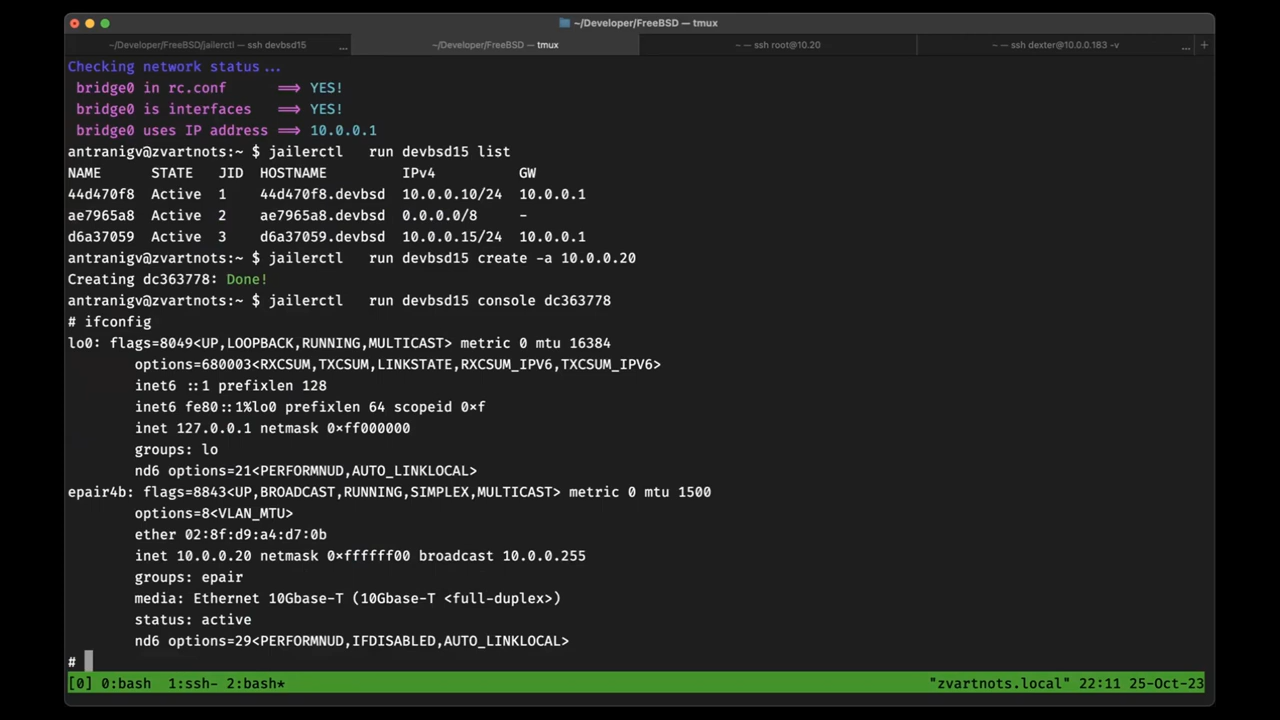 ~/Developer/FreeBSD — tmux
~/Developer/FreeBSD/jailerctl — ssh devbsd15 ...
~/Developer/FreeBSD — tmux
~ — ssh root@10.20
~ — ssh dexter@10.0.0.163 -v ... +
Checking network status...
bridge0 in rc.conf ==> YES!
bridge0 is interfaces ==> YES!
bridge0 uses IP address ==> 10.0.0.1
antranigv@zvartnots:~ $ jailerctl run devbsd15 list
NAME STATE JID HOSTNAME IPv4 GW
44d470f8 Active 1 44d470f8.devbsd 10.0.0.10/24 10.0.0.1
ae7965a8 Active 2 ae7965a8.devbsd 0.0.0.0/8 -
d6a37059 Active 3 d6a37059.devbsd 10.0.0.15/24 10.0.0.1
antranigv@zvartnots:~ $ jailerctl run devbsd15 create -a 10.0.0.20
Creating dc363778: Done!
antranigv@zvartnots:~ $ jailerctl run devbsd15 console dc363778
# ifconfig
lo0: flags=8049<UP,LOOPBACK,RUNNING,MULTICAST> metric 0 mtu 16384
options=680003<RXCSUM,TXCSUM,LINKSTATE,RXCSUM_IPV6,TXCSUM_IPV6>
inet6 ::1 prefixlen 128
inet6 fe80::1%lo0 prefixlen 64 scopeid 0xf
inet 127.0.0.1 netmask 0xff000000
groups: lo
nd6 options=21<PERFORMNUD,AUTO_LINKLOCAL>
epair4b: flags=8843<UP,BROADCAST,RUNNING,SIMPLEX,MULTICAST> metric 0 mtu 1500
options=8<VLAN_MTU>
ether 02:8f:d9:a4:d7:0b
inet 10.0.0.20 netmask 0xffffff00 broadcast 10.0.0.255
groups: epair
media: Ethernet 10Gbase-T (10Gbase-T <full-duplex>)
status: active
nd6 options=29<PERFORMNUD,IFDISABLED,AUTO_LINKLOCAL>
#
[0] 0:bash 1:ssh- 2:bash* "zvartnots.local" 22:11 25-Oct-23